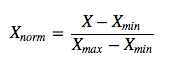 X_norm = (X − X_min) / (X_max − X_min)